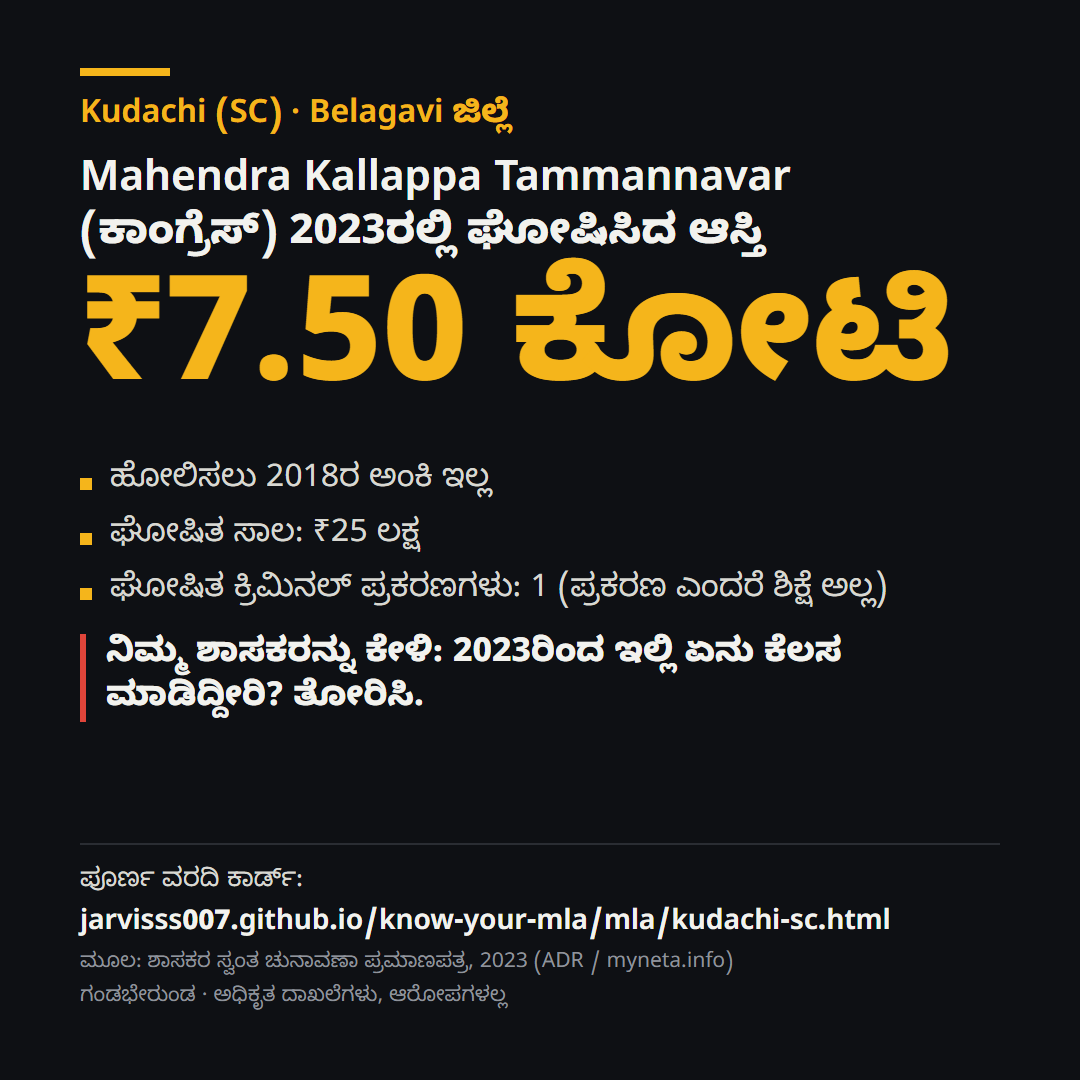 Kudachi (SC) · Belagavi ಜಿಲ್ಲೆ
Mahendra Kallappa Tammannavar
(ಕಾಂಗ್ರೆಸ್) 2023ರಲ್ಲಿ ಘೋಷಿಸಿದ ಆಸ್ತಿ
₹7.50 ಕೋಟಿ
ಹೋಲಿಸಲು 2018ರ ಅಂಕಿ ಇಲ್ಲ
ಘೋಷಿತ ಸಾಲ: ₹25 ಲಕ್ಷ
ಘೋಷಿತ ಕ್ರಿಮಿನಲ್ ಪ್ರಕರಣಗಳು: 1 (ಪ್ರಕರಣ ಎಂದರೆ ಶಿಕ್ಷೆ ಅಲ್ಲ)
ನಿಮ್ಮ ಶಾಸಕರನ್ನು ಕೇಳಿ: 2023ರಿಂದ ಇಲ್ಲಿ ಏನು ಕೆಲಸ
ಮಾಡಿದ್ದೀರಿ? ತೋರಿಸಿ.
ಪೂರ್ಣ ವರದಿ ಕಾರ್ಡ್:
jarvisss007.github.io/know-your-mla/mla/kudachi-sc.html
ಮೂಲ: ಶಾಸಕರ ಸ್ವಂತ ಚುನಾವಣಾ ಪ್ರಮಾಣಪತ್ರ, 2023 (ADR / myneta.info)
ಗಂಡಭೇರುಂಡ · ಅಧಿಕೃತ ದಾಖಲೆಗಳು, ಆರೋಪಗಳಲ್ಲ